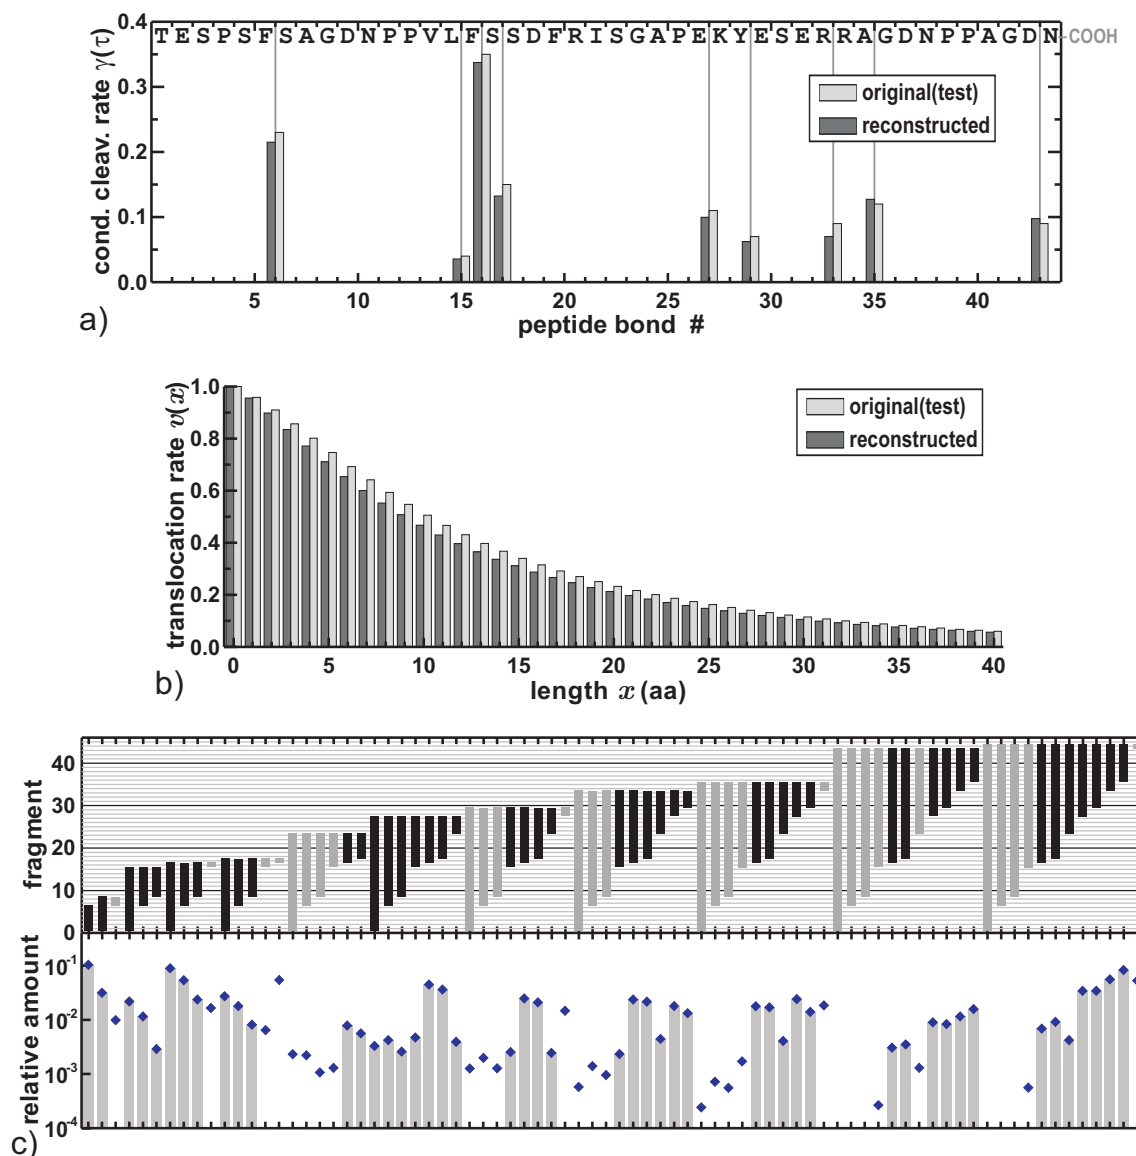 0.4
TESPSFSAGDNPPVLFSSDFRISGAPEKYESERRAGDNPPAGDN-COOH
cond. cleav. rate γ(τ)
0.3
original(test)
reconstructed
0.2
0.1
0.0
5 10 15 20 25 30 35 40
peptide bond #
a)
translocation rate v(x)
1.0
original(test)
reconstructed
0.8
0.6
0.4
0.2
0.0
0 5 10 15 20 25 30 35 40
length x (aa)
b)
fragment
40
30
20
10
0
relative amount
10⁻¹
10⁻²
10⁻³
10⁻⁴
c)